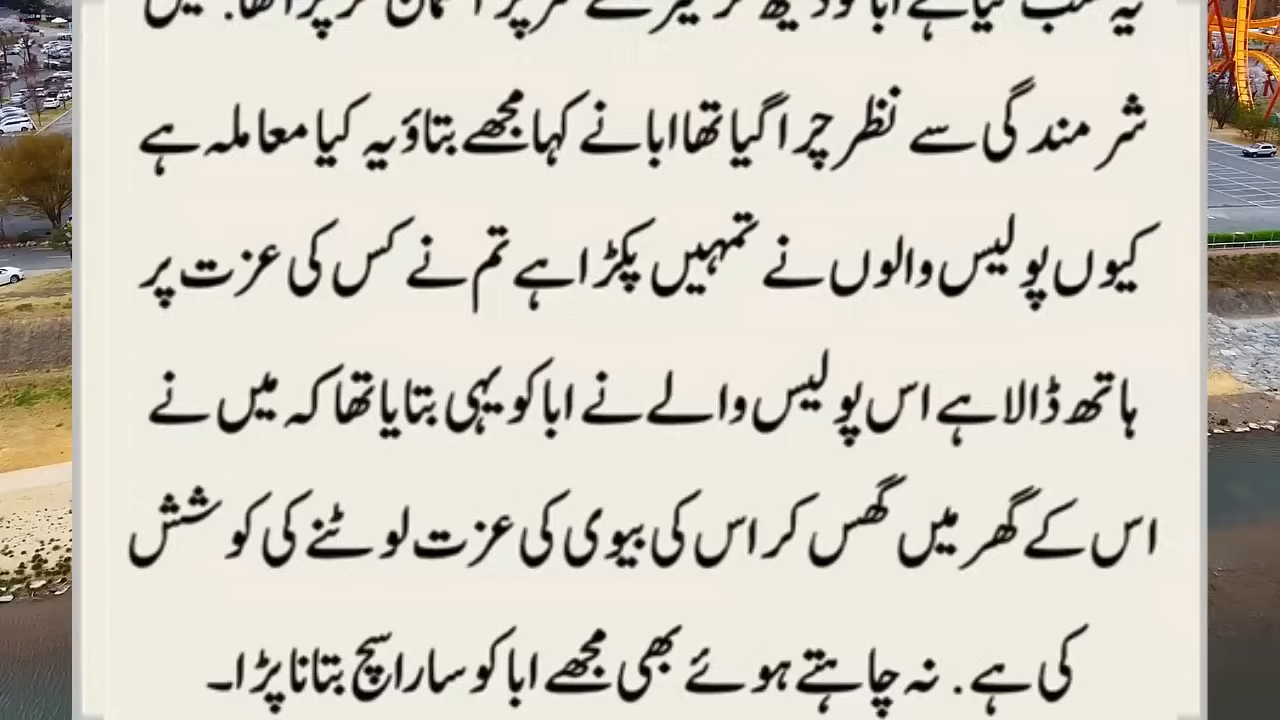 شرمندگی سے نظر چرا گیا تھا ابا نے کہا مجھے بتاؤ یہ کیا معاملہ ہے
کیوں پولیس والوں نے تمہیں پکڑا ہے تم نے کس کی عزت پر
ہاتھ ڈالا ہے اس پولیس والے نے ابا کو یہی بتایا تھا کہ میں نے
اس کے گھر میں گھس کر اس کی بیوی کی عزت لوٹنے کی کوشش
کی ہے. نہ چاہتے ہوئے بھی مجھے ابا کو سارا سچ بتانا پڑا۔